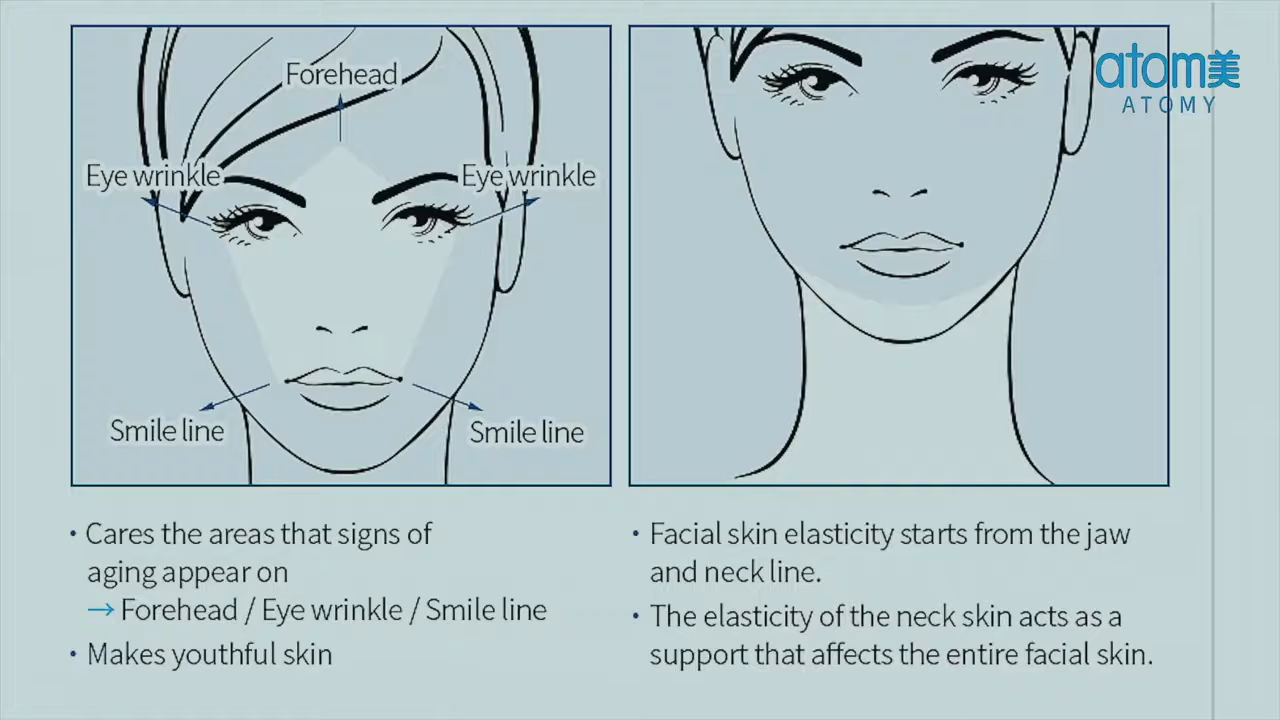 Forehead
Eye wrinkle
Eye wrinkle
Smile line
Smile line
atom美
ATOMY
• Cares the areas that signs of
aging appear on
→ Forehead / Eye wrinkle / Smile line
• Makes youthful skin
• Facial skin elasticity starts from the jaw
and neck line.
• The elasticity of the neck skin acts as a
support that affects the entire facial skin.